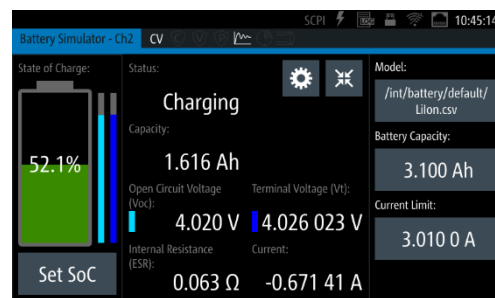 SCPI 10:45:14
Battery Simulator - Ch2 CV C V P
State of Charge:
52.1%
Set SoC
Status:
Charging
Capacity:
1.616 Ah
Open Circuit Voltage
(Voc):
4.020 V
Terminal Voltage (Vt):
4.026 023 V
Internal Resistance
(ESR):
0.063 Ω
Current:
-0.671 41 A
Model:
/int/battery/default/
LiIon.csv
Battery Capacity:
3.100 Ah
Current Limit:
3.010 0 A